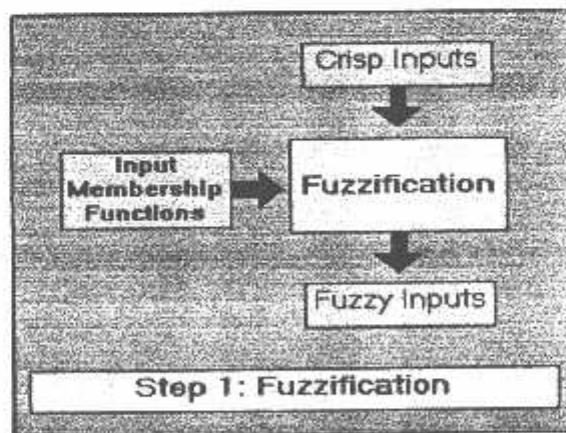 Crisp Inputs
Input
Membership
Functions
Fuzzification
Fuzzy Inputs
Step 1: Fuzzification